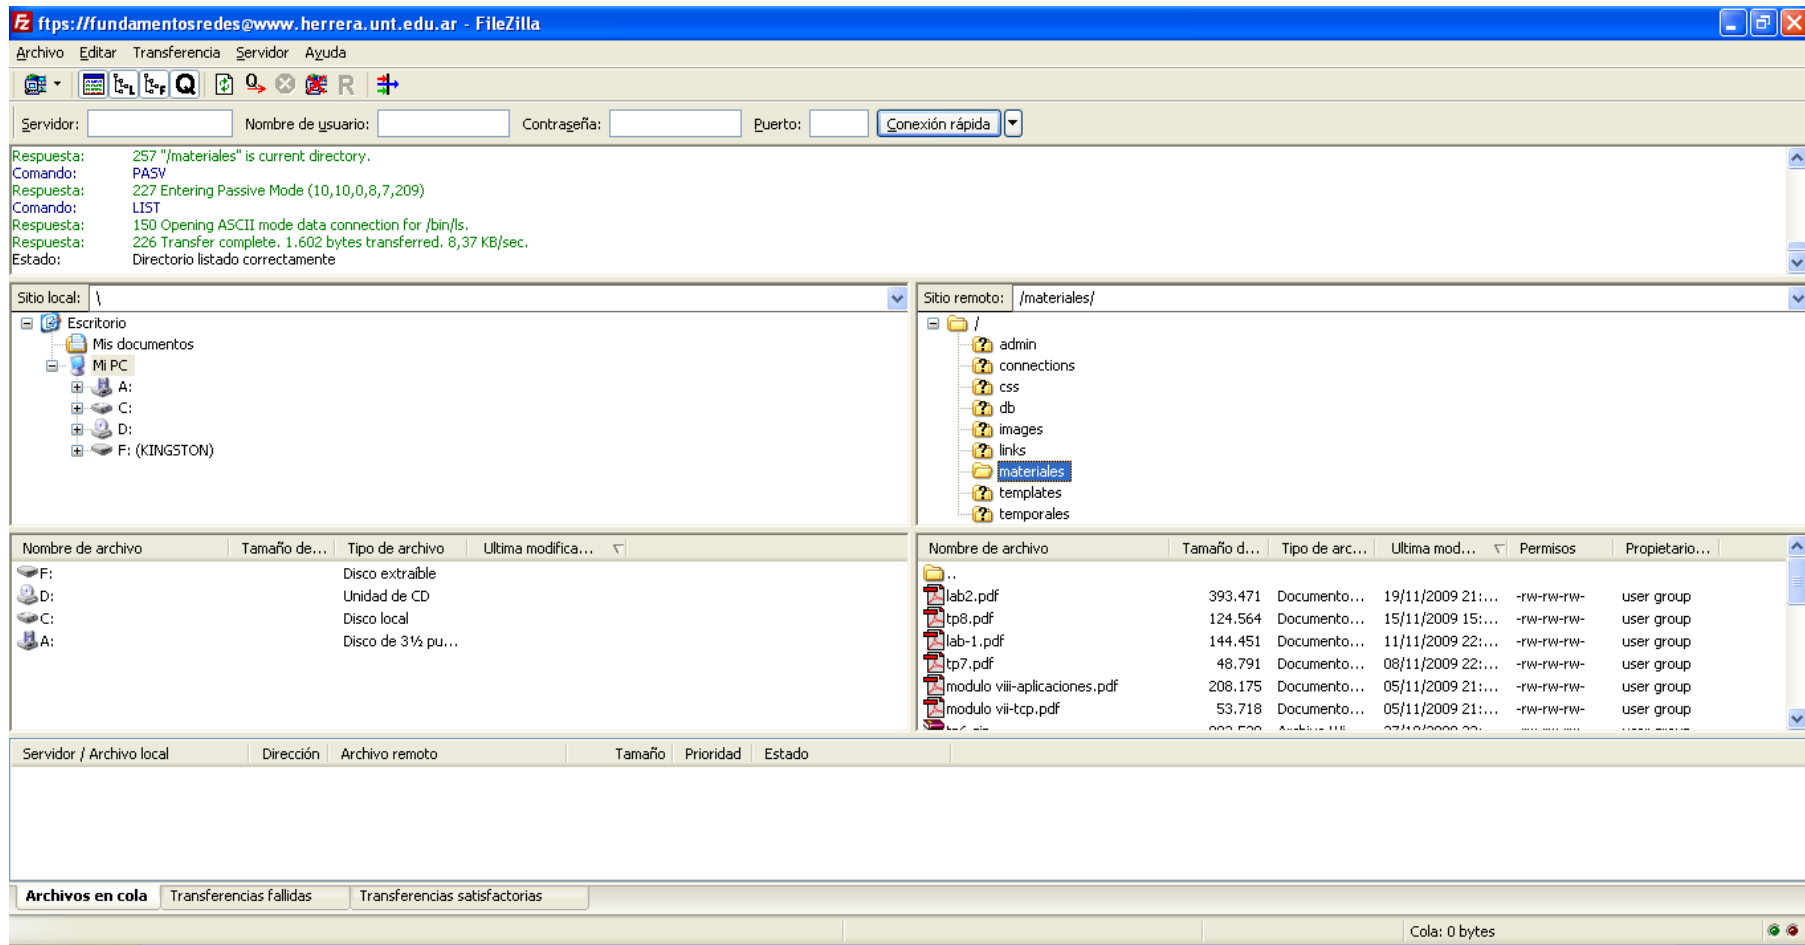 ftps://fundamentosredes@www.herrera.unt.edu.ar - FileZilla
Archivo Editar Transferencia Servidor Ayuda
Servidor: Nombre de usuario: Contraseña: Puerto: Conexión rápida
Respuesta: 257 "/materiales" is current directory.
Comando: PASV
Respuesta: 227 Entering Passive Mode (10,10,0,8,7,209)
Comando: LIST
Respuesta: 150 Opening ASCII mode data connection for /bin/ls.
Respuesta: 226 Transfer complete. 1.602 bytes transferred. 8,37 KB/sec.
Estado: Directorio listado correctamente
Sitio local: \
Escritorio
Mis documentos
Mi PC
A:
C:
D:
F: (KINGSTON)
Sitio remoto: /materiales/
/
admin
connections
css
db
images
links
materiales
templates
temporales
Nombre de archivo Tamaño de... Tipo de archivo Ultima modifica...
F: Disco extraíble
D: Unidad de CD
C: Disco local
A: Disco de 3½ pu...
Nombre de archivo Tamaño d... Tipo de arc... Ultima mod... Permisos Propietario...
..
lab2.pdf 393.471 Documento... 19/11/2009 21:... -rw-rw-rw- user group
tp8.pdf 124.564 Documento... 15/11/2009 15:... -rw-rw-rw- user group
lab-1.pdf 144.451 Documento... 11/11/2009 22:... -rw-rw-rw- user group
tp7.pdf 48.791 Documento... 08/11/2009 22:... -rw-rw-rw- user group
modulo viii-aplicaciones.pdf 208.175 Documento... 05/11/2009 21:... -rw-rw-rw- user group
modulo vii-tcp.pdf 53.718 Documento... 05/11/2009 21:... -rw-rw-rw- user group
Servidor / Archivo local Dirección Archivo remoto Tamaño Prioridad Estado
Archivos en cola Transferencias fallidas Transferencias satisfactorias
Cola: 0 bytes